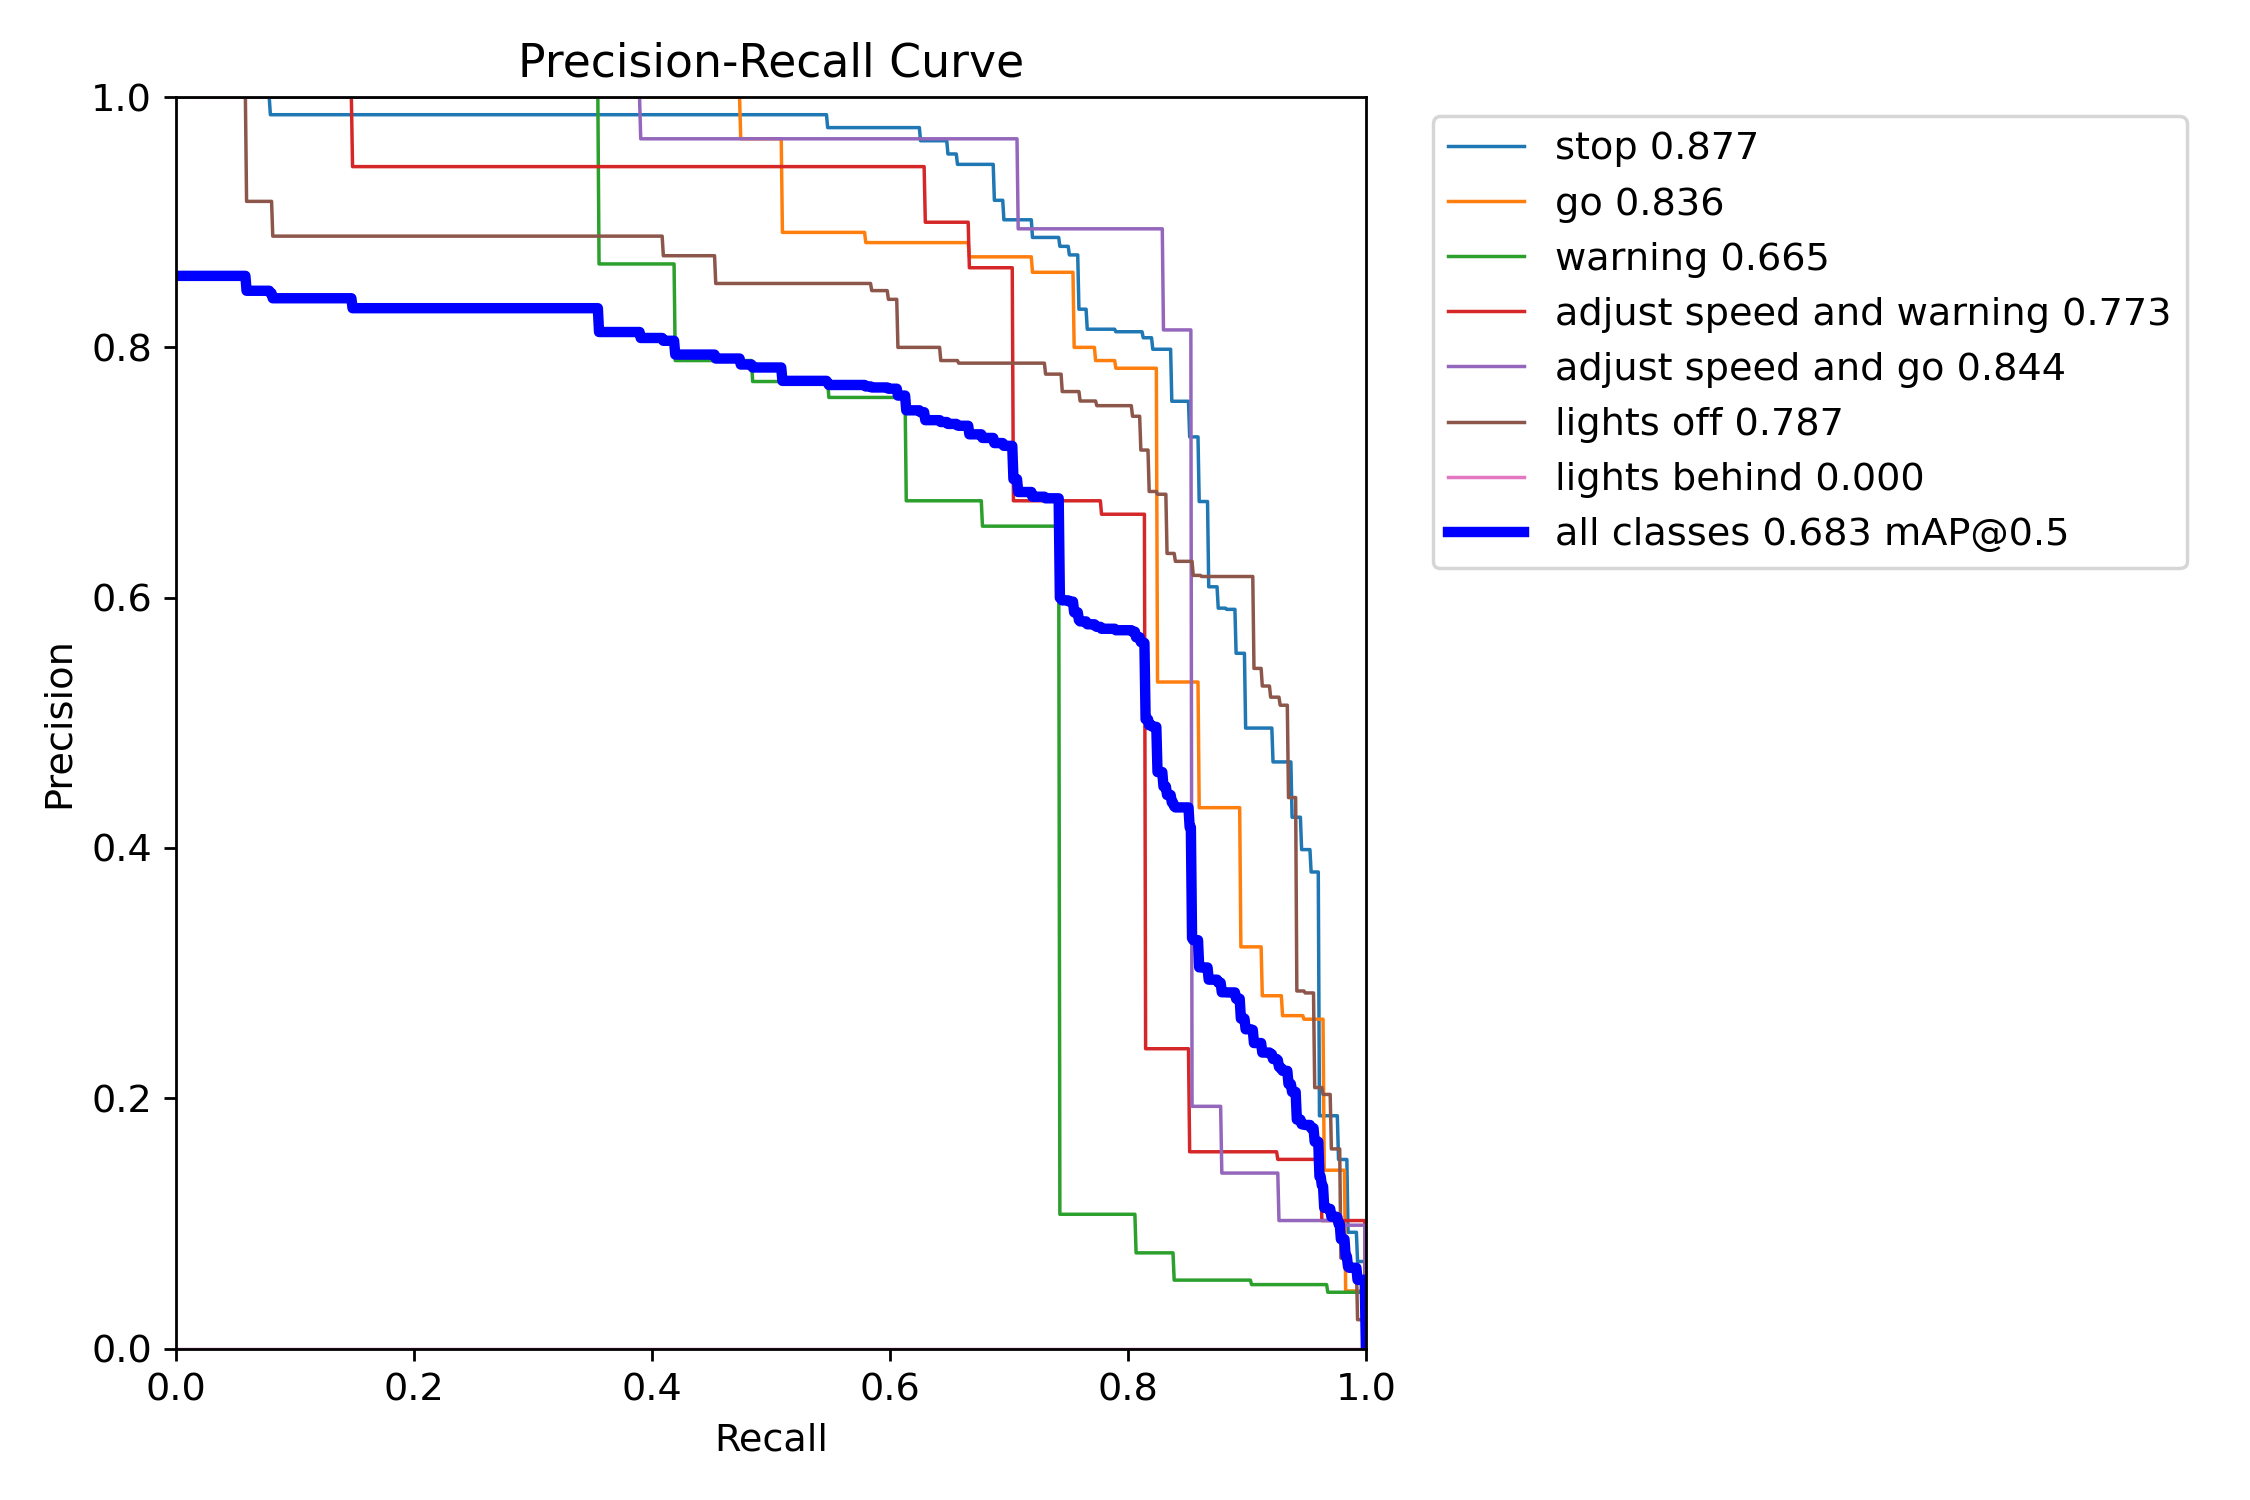 Precision-Recall Curve
1.0
0.8
0.6
0.4
0.2
0.0
Precision
0.0 0.2 0.4 0.6 0.8 1.0
Recall
stop 0.877
go 0.836
warning 0.665
adjust speed and warning 0.773
adjust speed and go 0.844
lights off 0.787
lights behind 0.000
all classes 0.683 mAP@0.5